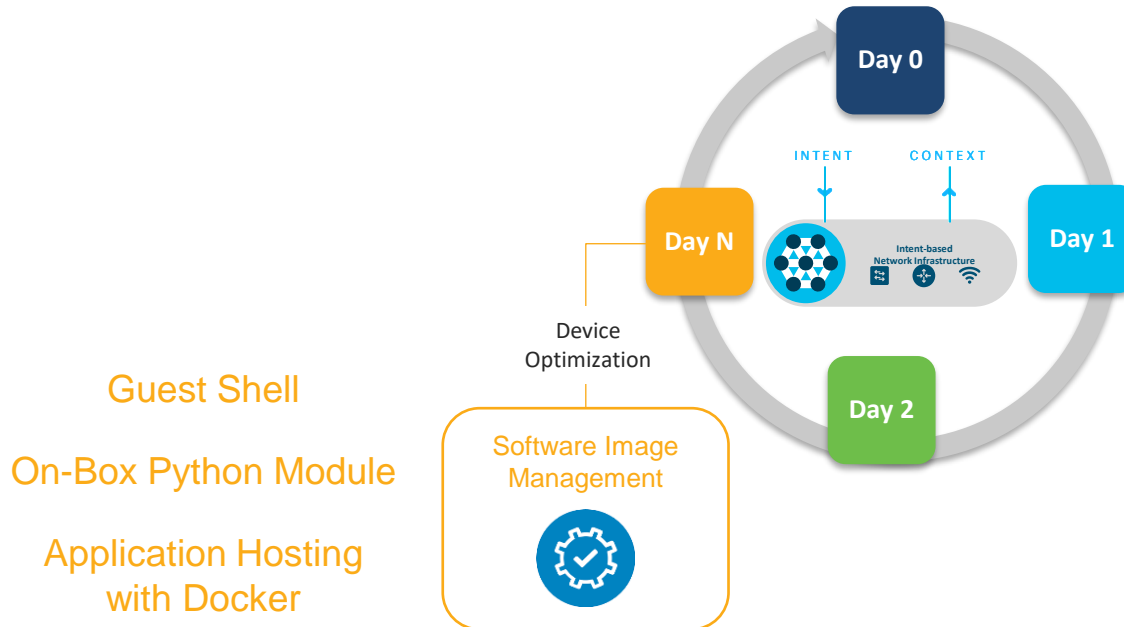 Day 0
INTENT
CONTEXT
Day N
Intent-based
Network Infrastructure
Day 1
Device
Optimization
Day 2
Guest Shell
On-Box Python Module
Application Hosting
with Docker
Software Image
Management